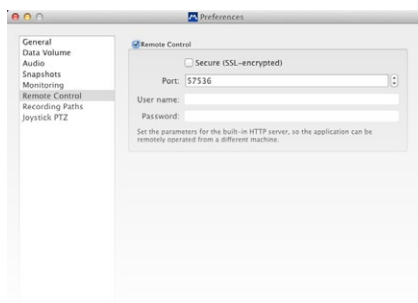 Preferences
General
Data Volume
Audio
Snapshots
Monitoring
Remote Control
Recording Paths
Joystick PTZ
Remote Control
Secure (SSL-encrypted)
Port: 57536
User name:
Password:
Set the parameters for the built-in HTTP server, so the application can be
remotely operated from a different machine.